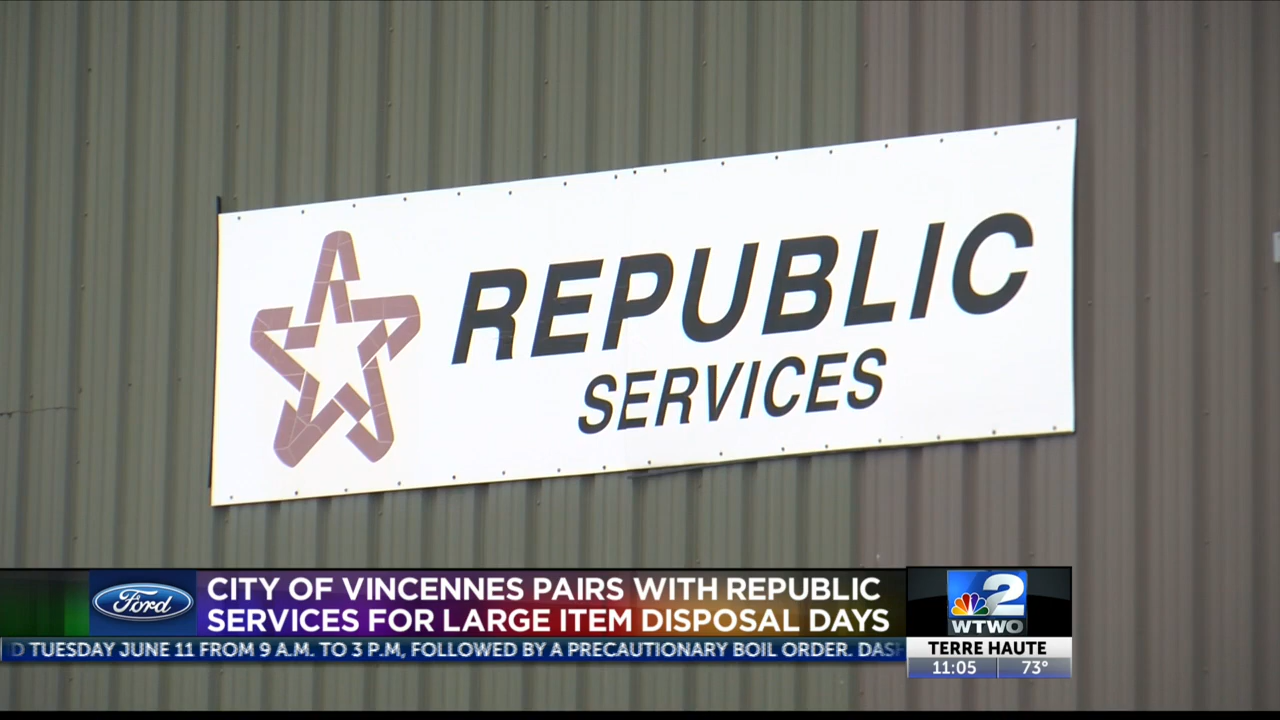 REPUBLIC
SERVICES
Ford
CITY OF VINCENNES PAIRS WITH REPUBLIC
SERVICES FOR LARGE ITEM DISPOSAL DAYS
2
WTWO
D TUESDAY JUNE 11 FROM 9 A.M. TO 3 P.M, FOLLOWED BY A PRECAUTIONARY BOIL ORDER. DASH
TERRE HAUTE
11:05 73°